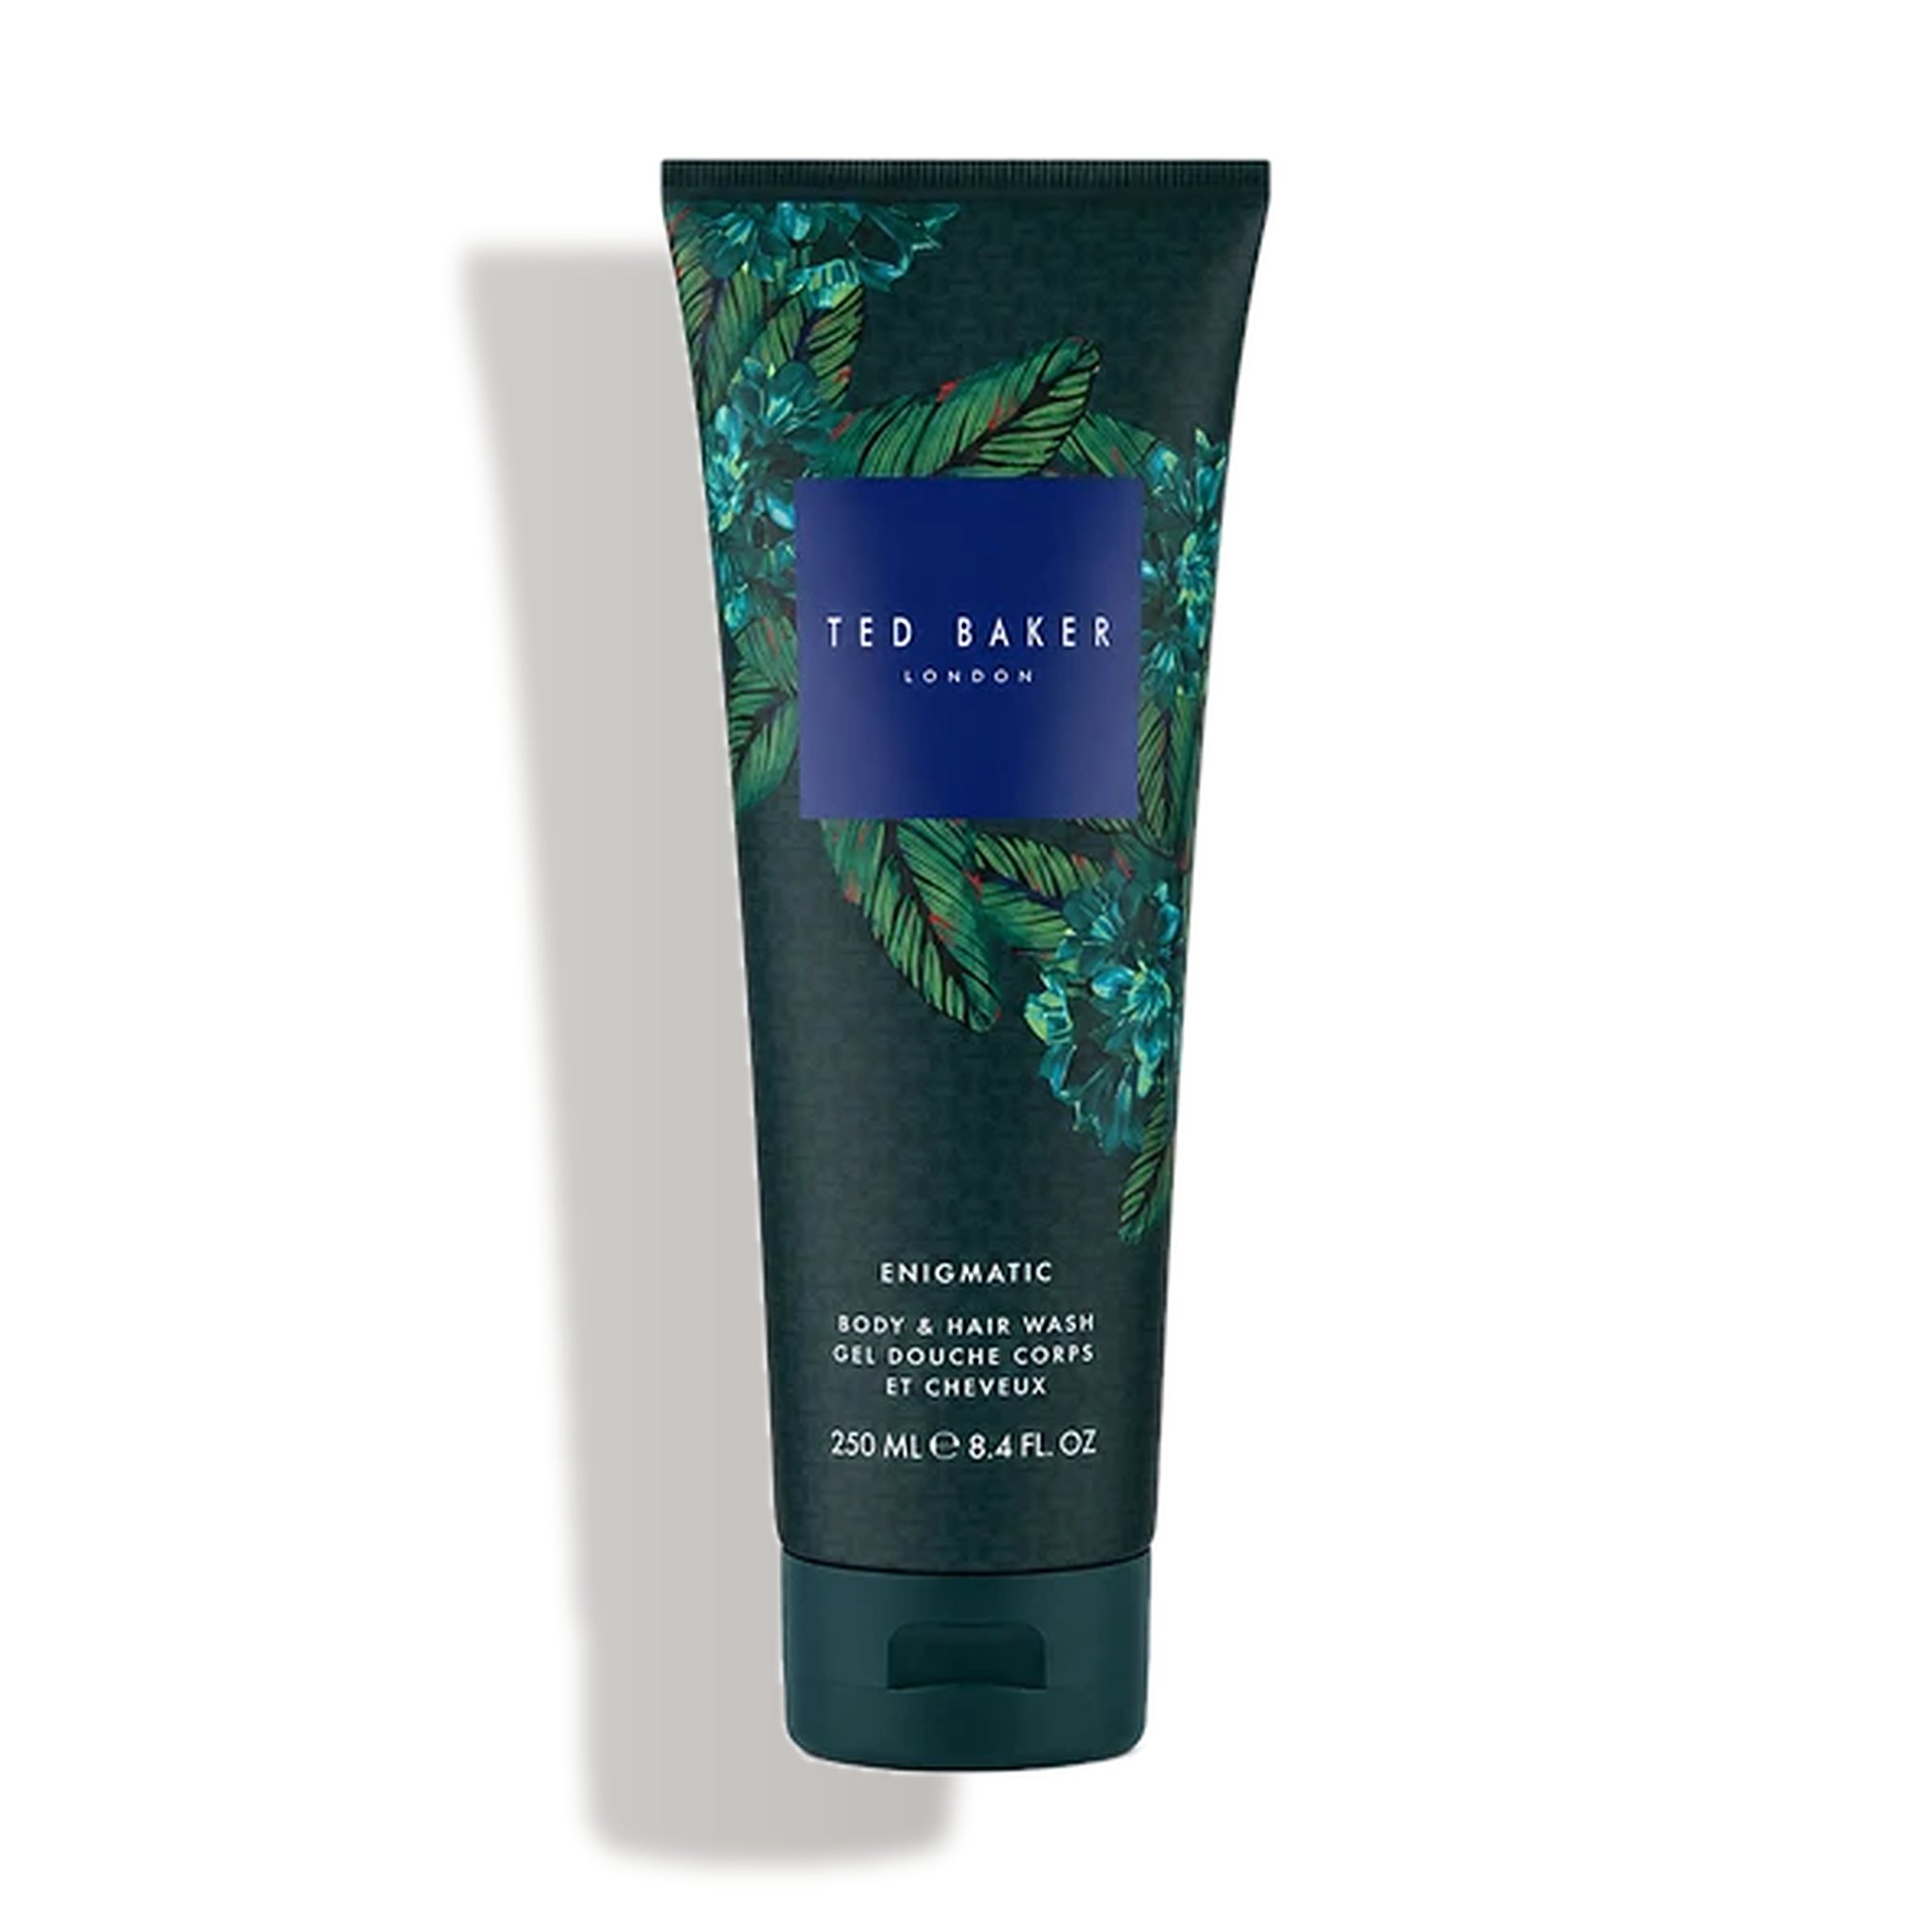 TED BAKER
LONDON
ENIGMATIC
BODY & HAIR WASH
GEL DOUCHE CORPS
ET CHEVEUX
250 ML ℮ 8.4 FL. OZ